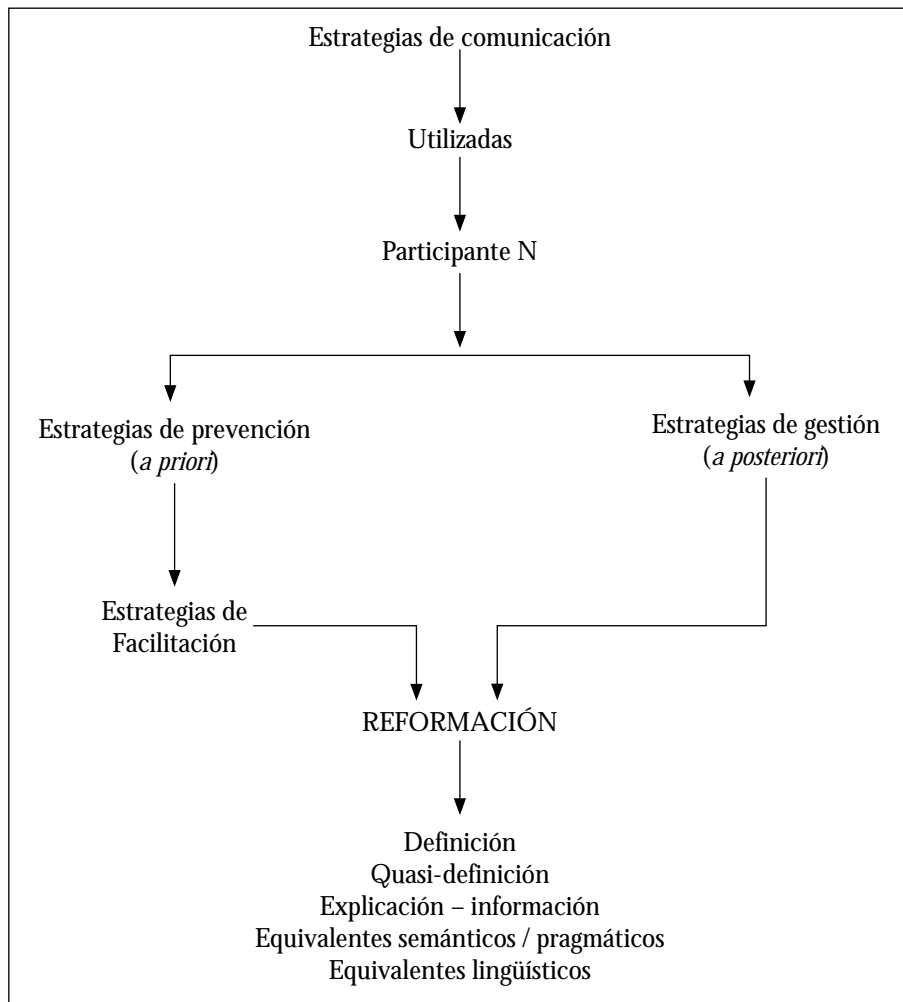 Estrategias de comunicación
Utilizadas
Participante N
Estrategias de prevención
(a priori)
Estrategias de gestión
(a posteriori)
Estrategias de
Facilitación
REFORMACIÓN
Definición
Quasi-definición
Explicación – información
Equivalentes semánticos / pragmáticos
Equivalentes lingüísticos